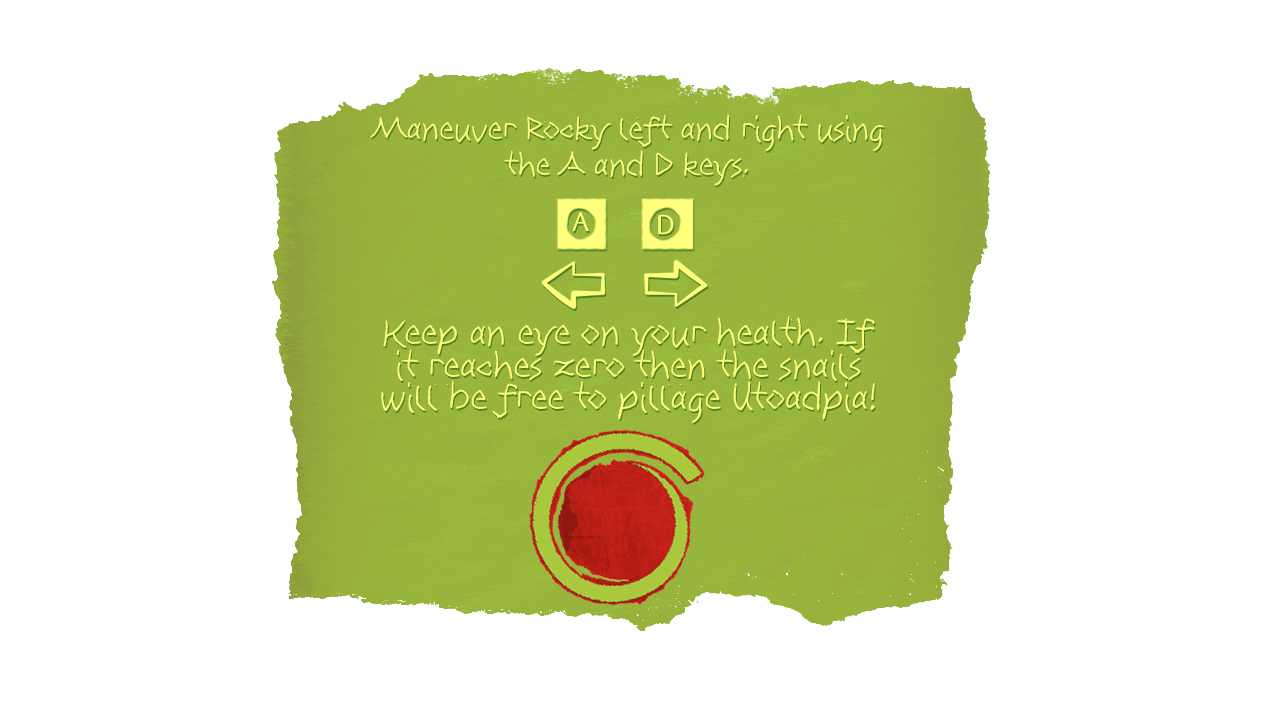 Maneuver Rocky left and right using
the A and D keys.
A D
Keep an eye on your health. If
it reaches zero then the snails
will be free to pillage Utoadpia!